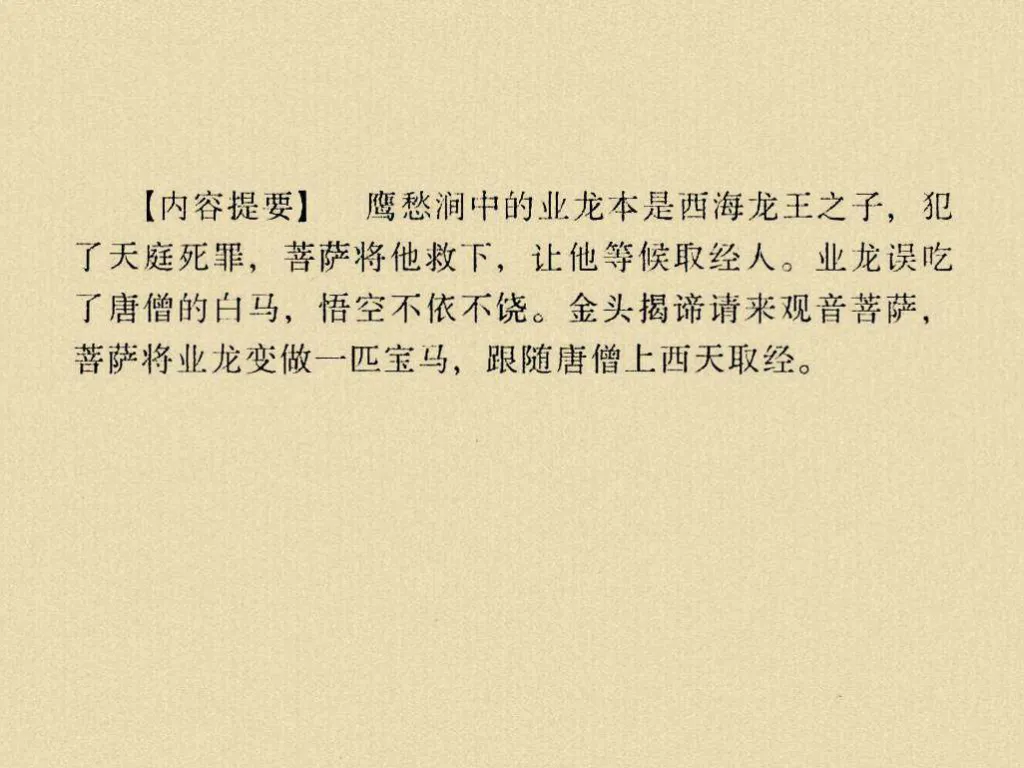 【内容提要】　鹰愁涧中的业龙本是西海龙王之子，犯
了天庭死罪，菩萨将他救下，让他等候取经人。业龙误吃
了唐僧的白马，悟空不依不饶。金头揭谛请来观音菩萨，
菩萨将业龙变做一匹宝马，跟随唐僧上西天取经。